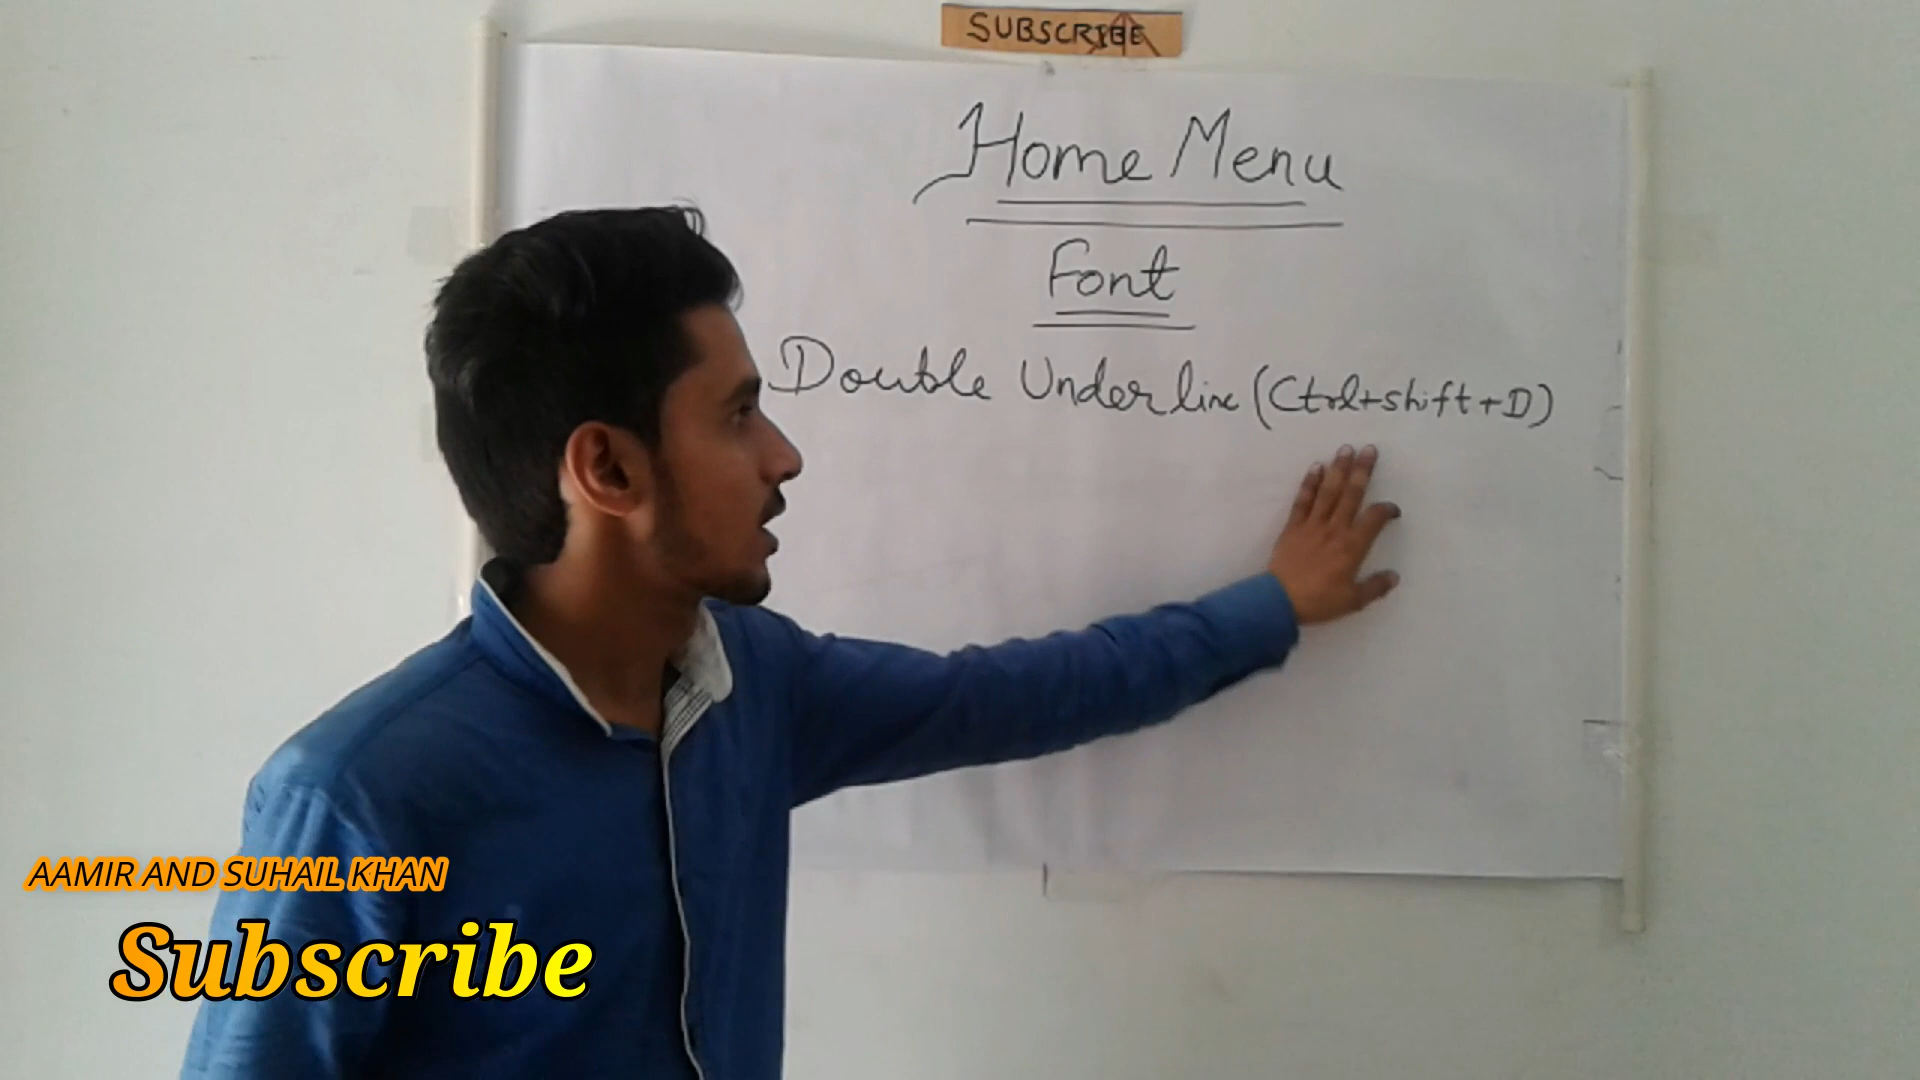 SUBSCRIBE
Home Menu
Font
Double Underline (Ctrl+shift+D)
AAMIR AND SUHAIL KHAN
Subscribe